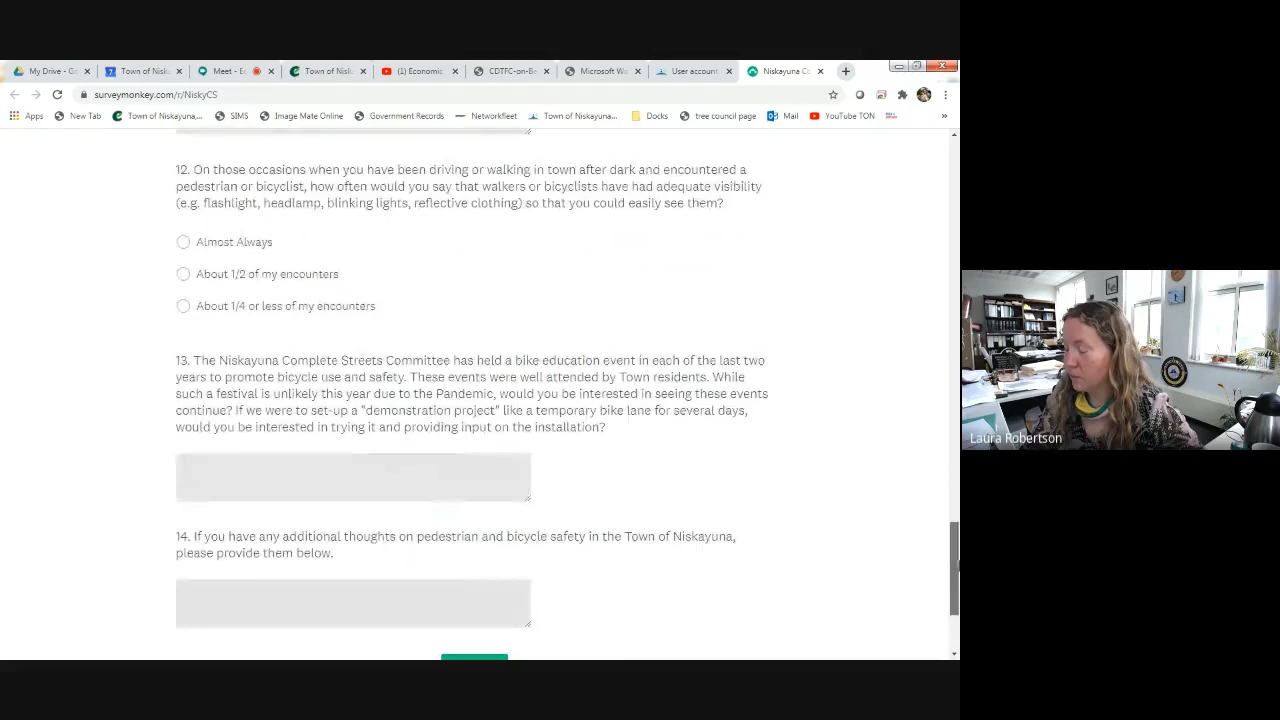 My Drive - Go
Town of Nisk
Meet - B
Town of Nisk
(1) Economic
CDTFC-on-Be
Microsoft Wo
User account
Niskayuna Co
surveymonkey.com/r/NiskyCS
Apps
New Tab
Town of Niskayuna,...
SIMS
Image Mate Online
Government Records
Networkfleet
Town of Niskayuna...
Docks
tree council page
Mail
YouTube TON
12. On those occasions when you have been driving or walking in town after dark and encountered a
pedestrian or bicyclist, how often would you say that walkers or bicyclists have had adequate visibility
(e.g. flashlight, headlamp, blinking lights, reflective clothing) so that you could easily see them?
Almost Always
About 1/2 of my encounters
About 1/4 or less of my encounters
13. The Niskayuna Complete Streets Committee has held a bike education event in each of the last two
years to promote bicycle use and safety. These events were well attended by Town residents. While
such a festival is unlikely this year due to the Pandemic, would you be interested in seeing these events
continue? If we were to set-up a "demonstration project" like a temporary bike lane for several days,
would you be interested in trying it and providing input on the installation?
14. If you have any additional thoughts on pedestrian and bicycle safety in the Town of Niskayuna,
please provide them below.
Laura Robertson